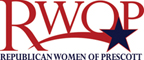 RWOP
REPUBLICAN WOMEN OF PRESCOTT